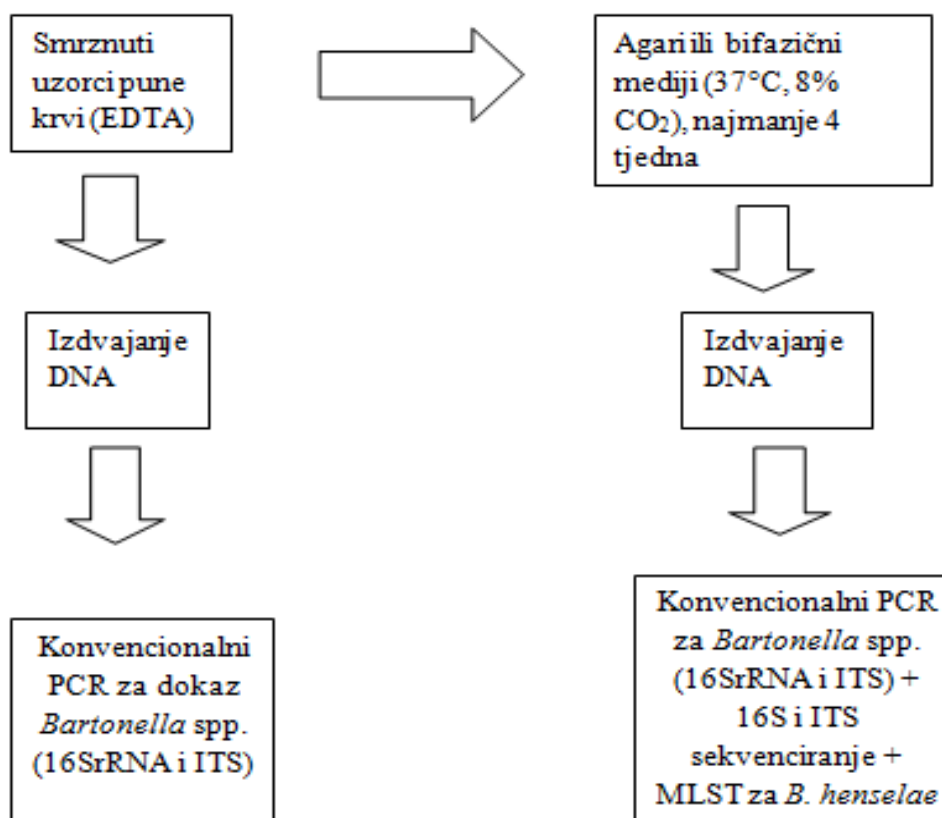 Smrznuti
uzorci pune
krvi (EDTA)
Agari ili bifazični
mediji (37°C, 8%
CO₂), najmanje 4
tjedna
Izdvajanje
DNA
Izdvajanje
DNA
Konvencionalni
PCR za dokaz
Bartonella spp.
(16SrRNA i ITS)
Konvencionalni PCR
za Bartonella spp.
(16SrRNA i ITS) +
16S i ITS
sekvenciranje +
MLST za B. henselae